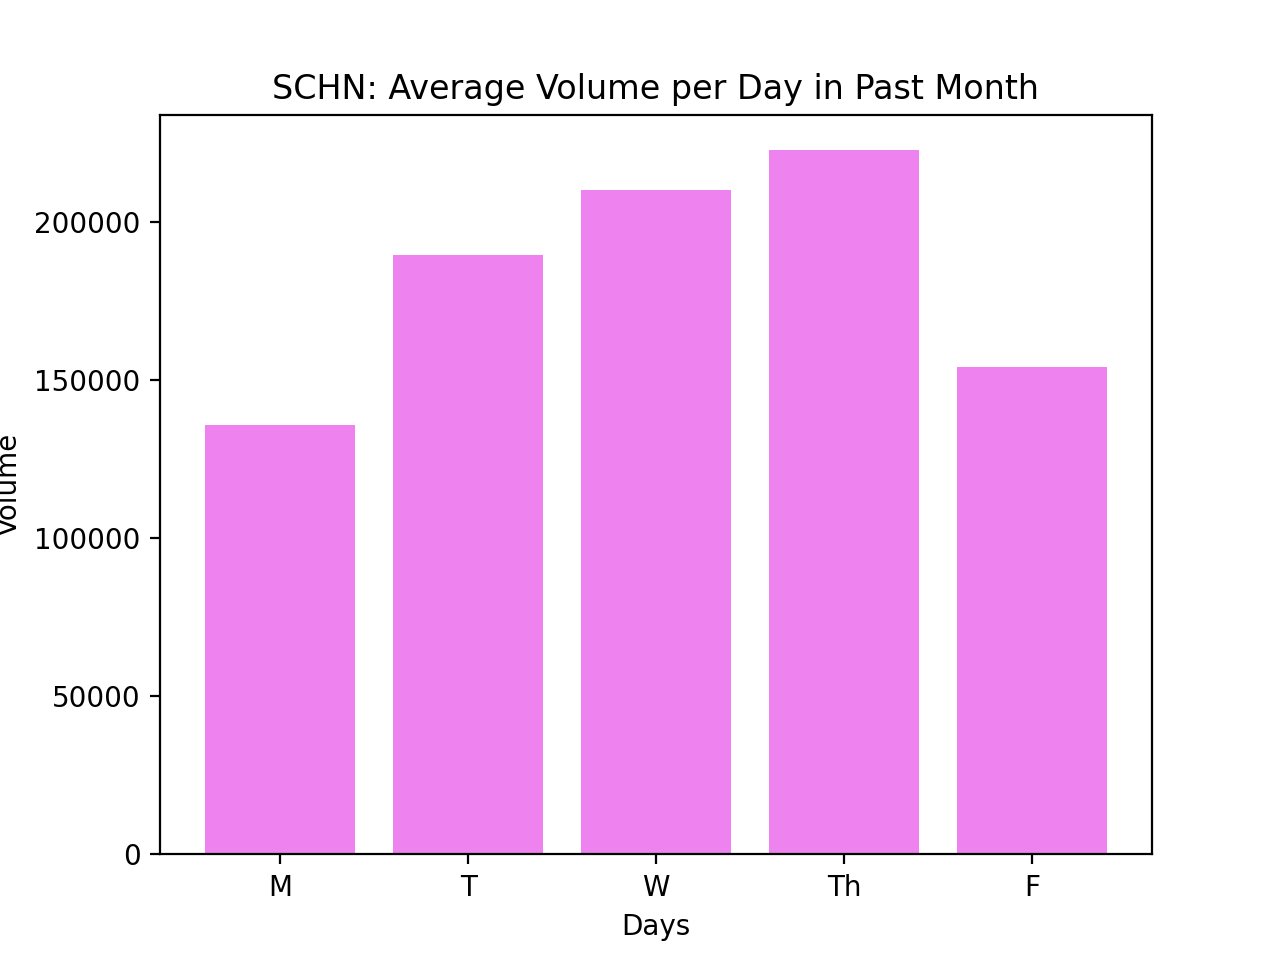 SCHN: Average Volume per Day in Past Month
200000
150000
100000
50000
0
Volume
M T W Th F
Days